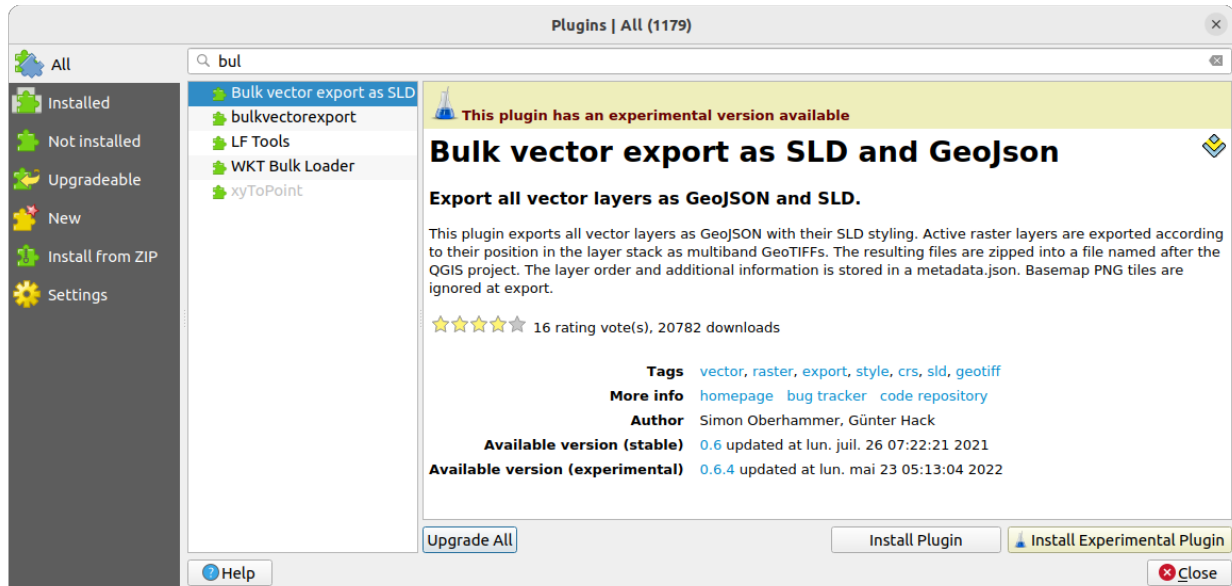 Plugins | All (1179)
All
Installed
Not installed
Upgradeable
New
Install from ZIP
Settings
bul
Bulk vector export as SLD
bulkvectorexport
LF Tools
WKT Bulk Loader
xyToPoint
This plugin has an experimental version available
Bulk vector export as SLD and GeoJson
Export all vector layers as GeoJSON and SLD.
This plugin exports all vector layers as GeoJSON with their SLD styling. Active raster layers are exported according
to their position in the layer stack as multiband GeoTIFFs. The resulting files are zipped into a file named after the
QGIS project. The layer order and additional information is stored in a metadata.json. Basemap PNG tiles are
ignored at export.
16 rating vote(s), 20782 downloads
Tags vector, raster, export, style, crs, sld, geotiff
More info homepage bug tracker code repository
Author Simon Oberhammer, Günter Hack
Available version (stable) 0.6 updated at lun. juil. 26 07:22:21 2021
Available version (experimental) 0.6.4 updated at lun. mai 23 05:13:04 2022
Upgrade All Install Plugin Install Experimental Plugin
Help Close